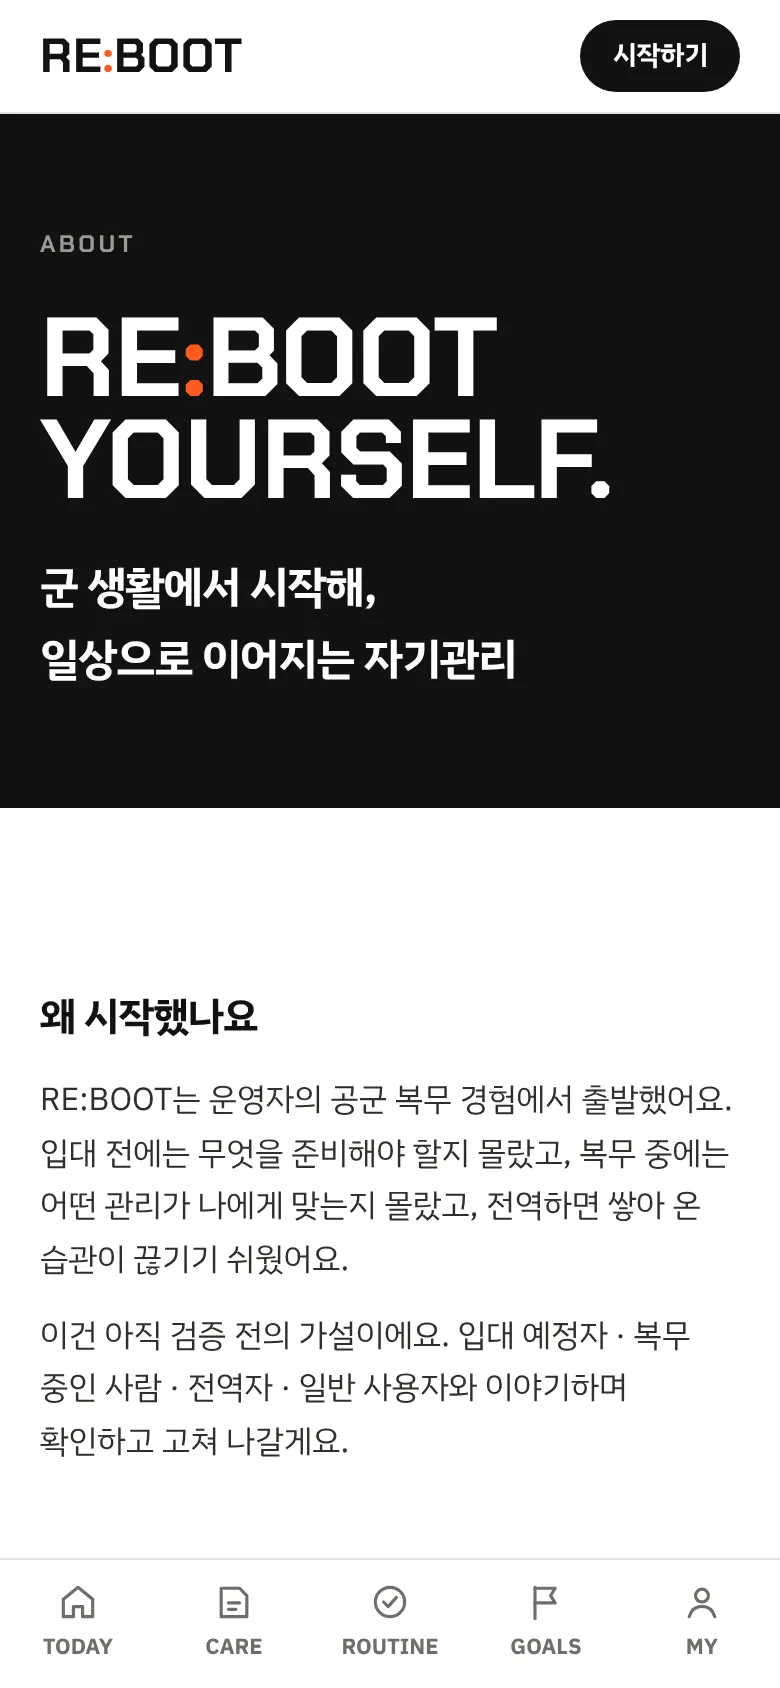 RE:BOOT
시작하기
ABOUT
RE:BOOT
YOURSELF.
군 생활에서 시작해,
일상으로 이어지는 자기관리
왜 시작했나요
RE:BOOT는 운영자의 공군 복무 경험에서 출발했어요.
입대 전에는 무엇을 준비해야 할지 몰랐고, 복무 중에는
어떤 관리가 나에게 맞는지 몰랐고, 전역하면 쌓아 온
습관이 끊기기 쉬웠어요.
이건 아직 검증 전의 가설이에요. 입대 예정자 · 복무
중인 사람 · 전역자 · 일반 사용자와 이야기하며
확인하고 고쳐 나갈게요.
TODAY
CARE
ROUTINE
GOALS
MY